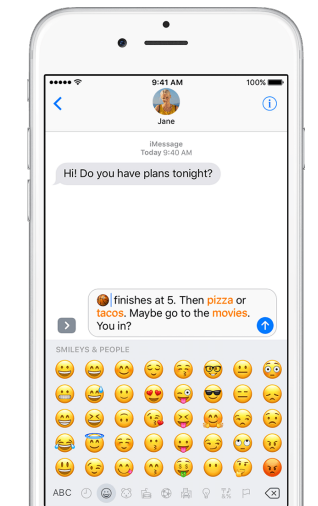 9:41 AM
100%
Jane
iMessage
Today 9:40 AM
Hi! Do you have plans tonight?
🏀 finishes at 5. Then pizza or
tacos. Maybe go to the movies.
You in?
SMILEYS & PEOPLE
ABC